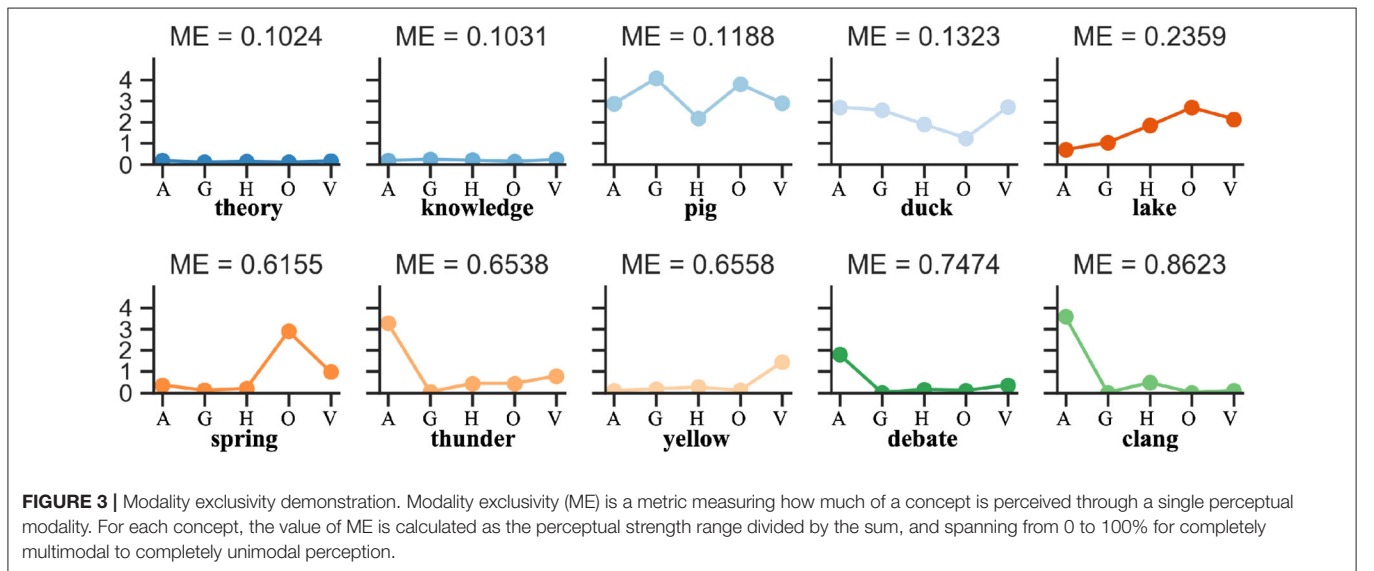 ME = 0.1024 ME = 0.1031 ME = 0.1188 ME = 0.1323 ME = 0.2359
4
3
2
1
0
A G H O V A G H O V A G H O V A G H O V A G H O V
theory knowledge pig duck lake
ME = 0.6155 ME = 0.6538 ME = 0.6558 ME = 0.7474 ME = 0.8623
4
3
2
1
0
A G H O V A G H O V A G H O V A G H O V A G H O V
spring thunder yellow debate clang
FIGURE 3 | Modality exclusivity demonstration. Modality exclusivity (ME) is a metric measuring how much of a concept is perceived through a single perceptual
modality. For each concept, the value of ME is calculated as the perceptual strength range divided by the sum, and spanning from 0 to 100% for completely
multimodal to completely unimodal perception.